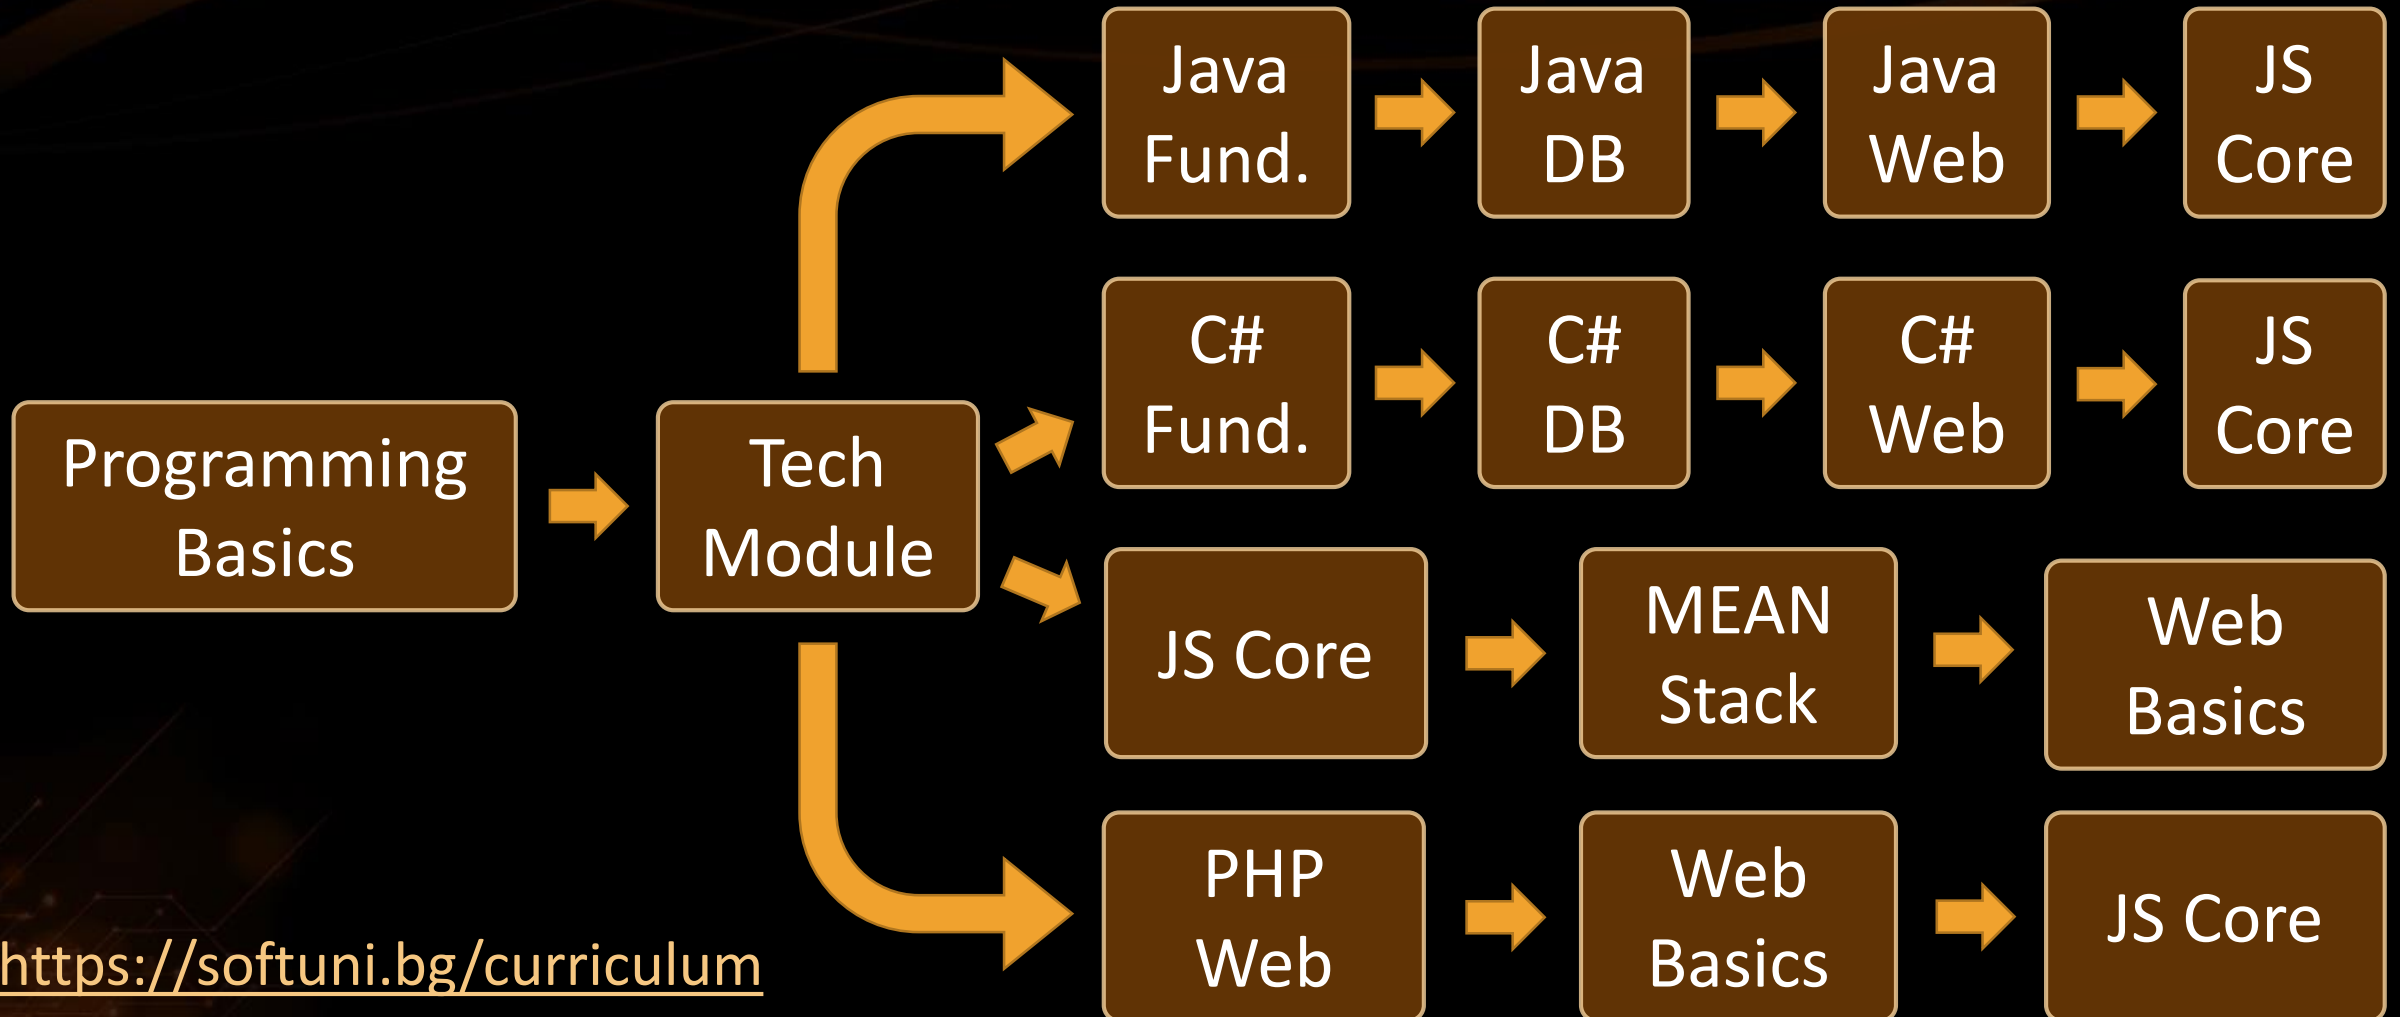 Programming
Basics
Tech
Module
Java
Fund.
Java
DB
Java
Web
JS
Core
C#
Fund.
C#
DB
C#
Web
JS
Core
JS Core
MEAN
Stack
Web
Basics
PHP
Web
Web
Basics
JS Core
https://softuni.bg/curriculum